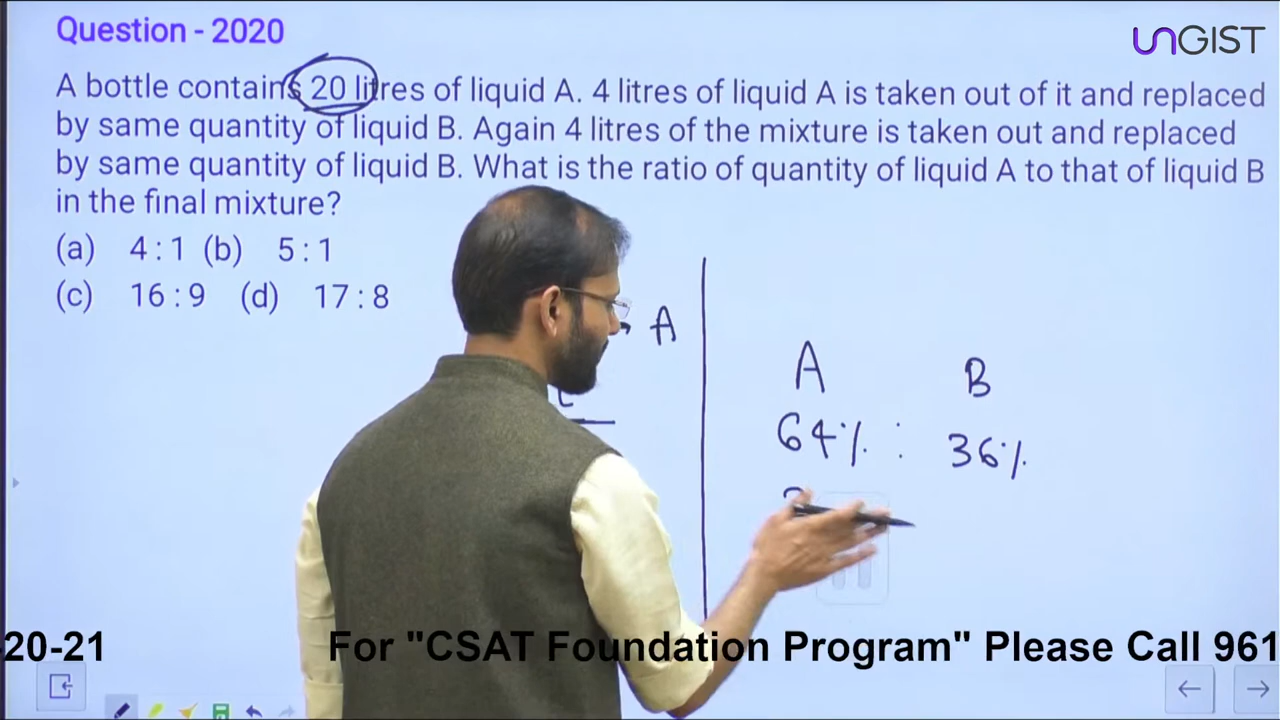 Question - 2020
UNGIST
A bottle contains 20 litres of liquid A. 4 litres of liquid A is taken out of it and replaced
by same quantity of liquid B. Again 4 litres of the mixture is taken out and replaced
by same quantity of liquid B. What is the ratio of quantity of liquid A to that of liquid B
in the final mixture?
(a) 4 : 1 (b) 5 : 1
(c) 16 : 9 (d) 17 : 8
A
A B
64% : 36%
20-21 For "CSAT Foundation Program" Please Call 961